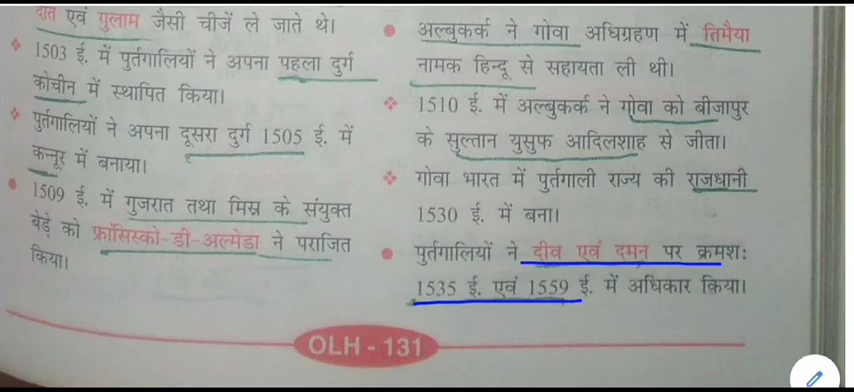 दांत एवं गुलाम जैसी चीजें ले जाते थे।
1503 ई. में पुर्तगालियों ने अपना पहला दुर्ग
कोचीन में स्थापित किया।
पुर्तगालियों ने अपना दूसरा दुर्ग 1505 ई. में
कन्नूर में बनाया।
1509 ई. में गुजरात तथा मिस्र के संयुक्त
बेड़े को फ्रांसिस्को-डी-अल्मेडा ने पराजित
किया।
अल्बुकर्क ने गोवा अधिग्रहण में तिमैया
नामक हिन्दू से सहायता ली थी।
1510 ई. में अल्बुकर्क ने गोवा को बीजापुर
के सुल्तान युसुफ आदिलशाह से जीता।
गोवा भारत में पुर्तगाली राज्य की राजधानी
1530 ई. में बना।
पुर्तगालियों ने दीव एवं दमन पर क्रमश:
1535 ई. एवं 1559 ई. में अधिकार किया।
OLH - 131